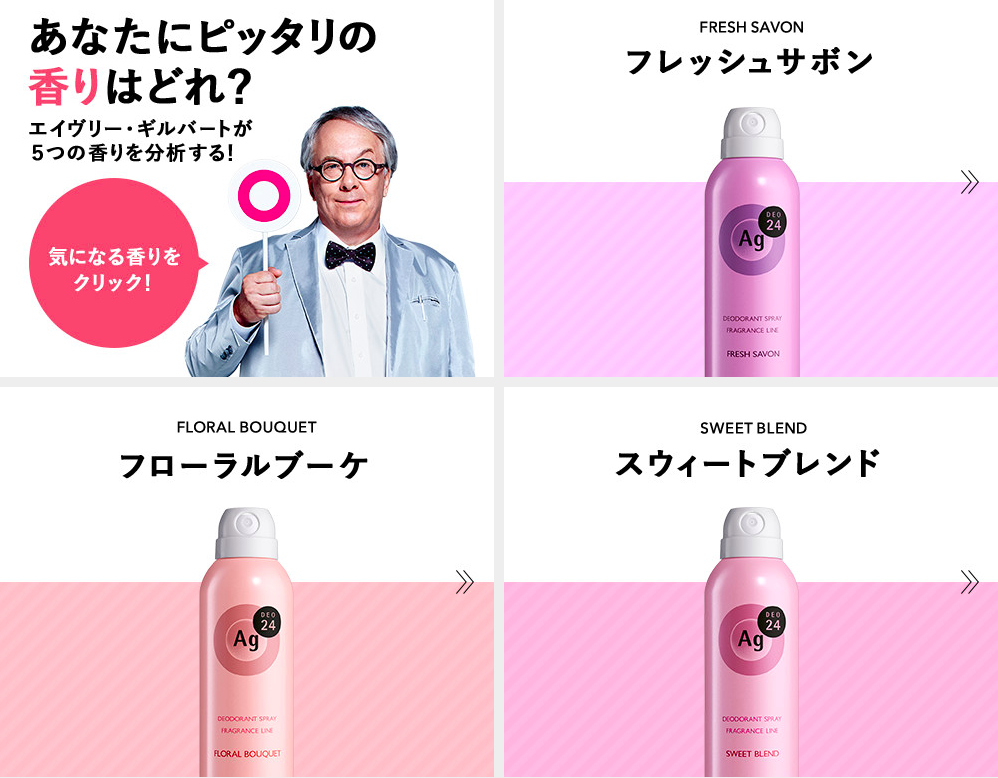 あなたにピッタリの
香りはどれ?
エイヴリー・ギルバートが
5つの香りを分析する!
気になる香りを
クリック!
FRESH SAVON
フレッシュサボン
DEO
24
Ag
DEODORANT SPRAY
FRAGRANCE LINE
FRESH SAVON
FLORAL BOUQUET
フローラルブーケ
DEO
24
Ag
DEODORANT SPRAY
FRAGRANCE LINE
FLORAL BOUQUET
SWEET BLEND
スウィートブレンド
DEO
24
Ag
DEODORANT SPRAY
FRAGRANCE LINE
SWEET BLEND